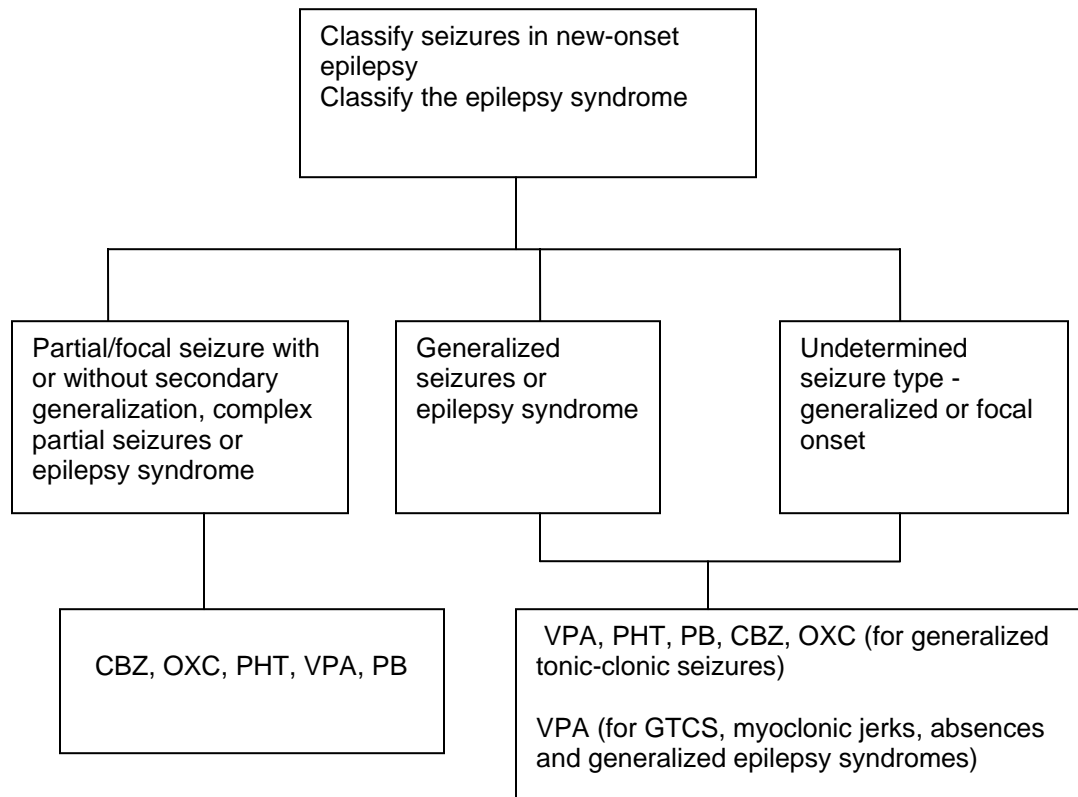 Classify seizures in new-onset
epilepsy
Classify the epilepsy syndrome
Partial/focal seizure with
or without secondary
generalization, complex
partial seizures or
epilepsy syndrome
Generalized
seizures or
epilepsy syndrome
Undetermined
seizure type -
generalized or focal
onset
CBZ, OXC, PHT, VPA, PB
VPA, PHT, PB, CBZ, OXC (for generalized
tonic-clonic seizures)
VPA (for GTCS, myoclonic jerks, absences
and generalized epilepsy syndromes)